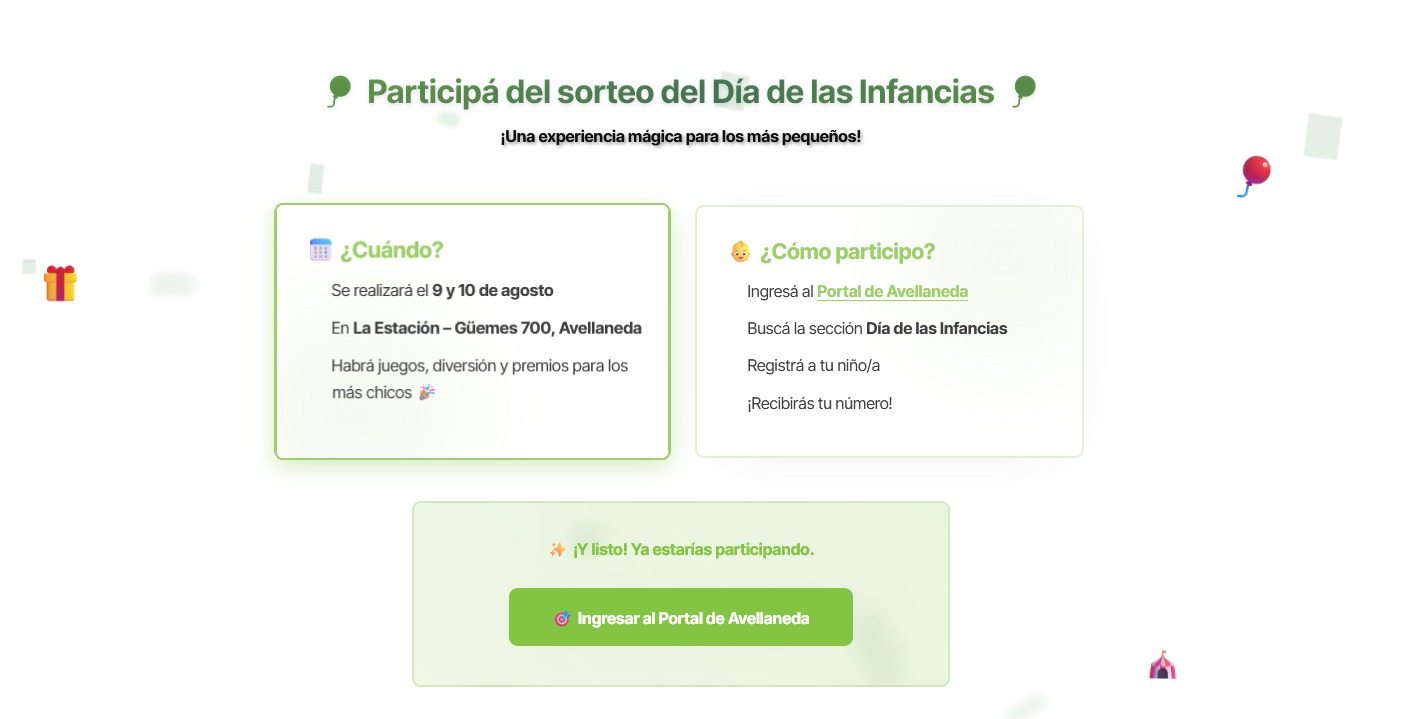 Participá del sorteo del Día de las Infancias
¡Una experiencia mágica para los más pequeños!
¿Cuándo?
Se realizará el 9 y 10 de agosto
En La Estación – Güemes 700, Avellaneda
Habrá juegos, diversión y premios para los
más chicos
¿Cómo participo?
Ingresá al Portal de Avellaneda
Buscá la sección Día de las Infancias
Registrá a tu niño/a
¡Recibirás tu número!
¡Y listo! Ya estarías participando.
Ingresar al Portal de Avellaneda